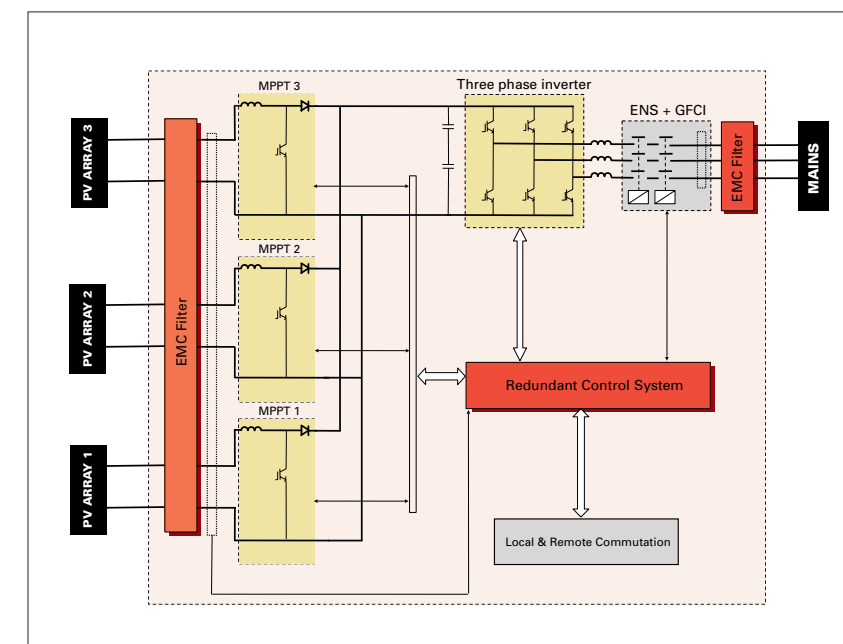 MPPT 3
Three phase inverter
ENS + GFCI
PV ARRAY 3
EMC Filter
EMC Filter
MAINS
MPPT 2
PV ARRAY 2
Redundant Control System
MPPT 1
PV ARRAY 1
Local & Remote Commutation